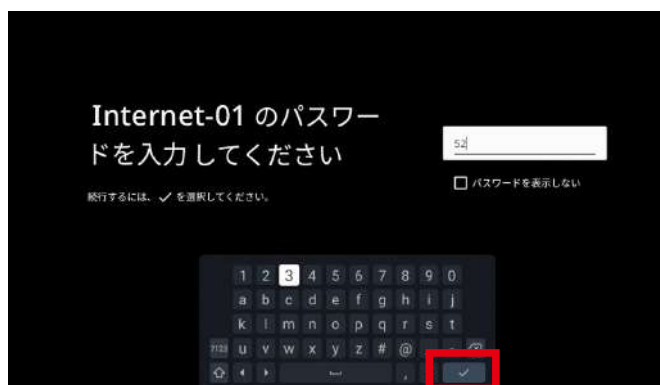 Internet-01 のパスワー
ドを入力してください
52
パスワードを表示しない
続行するには、✓ を選択してください。
1 2 3 4 5 6 7 8 9 0
a b c d e f g h i j
k l m n o p q r s t
u v w x y z # @
,